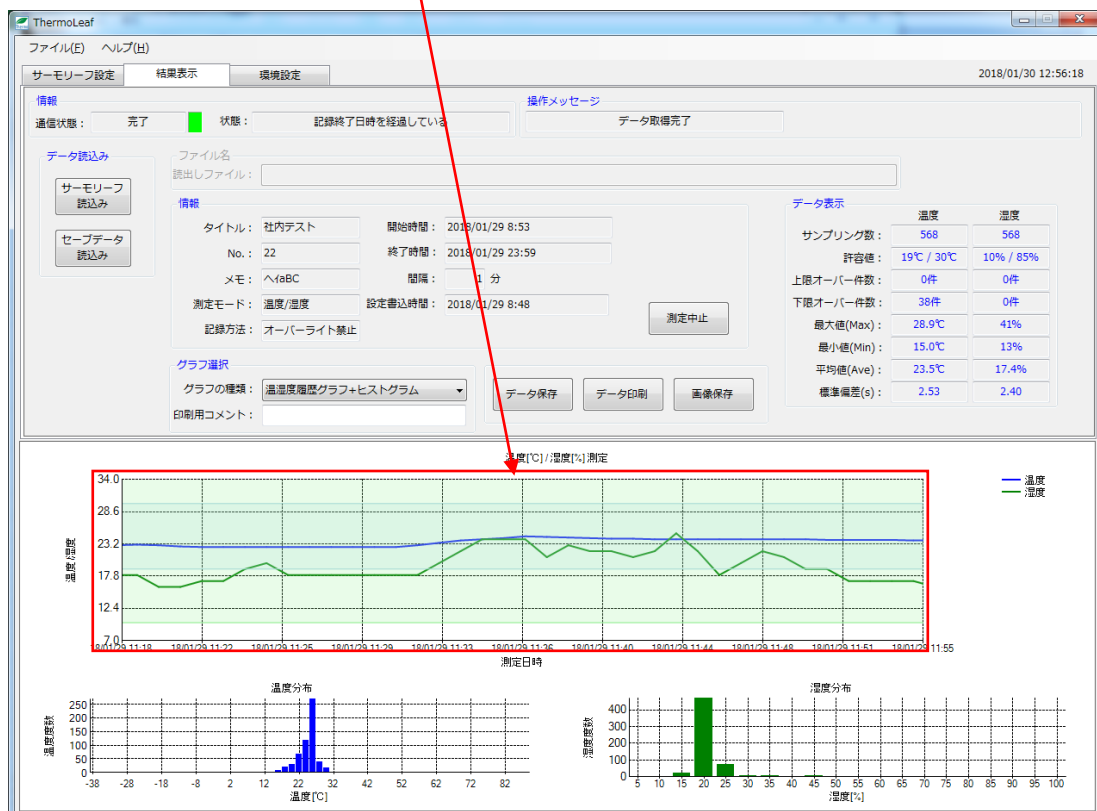 ThermoLeaf
ファイル(F) ヘルプ(H)
サーモリーフ設定 結果表示 環境設定 2018/01/30 12:56:18
情報 操作メッセージ
通信状態： 完了 状態： 記録終了日時を経過している データ取得完了
データ読込み ファイル名
読出しファイル：
サーモリーフ
読込み
セーブデータ
読込み
情報
タイトル： 社内テスト 開始時間： 2018/01/29 8:53
No.： 22 終了時間： 2018/01/29 23:59
メモ： ヘイaBC 間隔： 1 分
測定モード： 温度/湿度 設定書込時間： 2018/01/29 8:48
記録方法： オーバーライト禁止
測定中止
データ表示
温度 湿度
サンプリング数： 568 568
許容値： 19℃ / 30℃ 10% / 85%
上限オーバー件数： 0件 0件
下限オーバー件数： 38件 0件
最大値(Max)： 28.9℃ 41%
最小値(Min)： 15.0℃ 13%
平均値(Ave)： 23.5℃ 17.4%
標準偏差(s)： 2.53 2.40
グラフ選択
グラフの種類： 温湿度履歴グラフ+ヒストグラム
印刷用コメント：
データ保存 データ印刷 画像保存
温度[℃] / 湿度[%] 測定
温度
湿度
温度/湿度
34.0
28.6
23.2
17.8
12.4
7.0
18/01/29 11:18 18/01/29 11:22 18/01/29 11:25 18/01/29 11:29 18/01/29 11:33 18/01/29 11:36 18/01/29 11:40 18/01/29 11:44 18/01/29 11:48 18/01/29 11:51 18/01/29 11:55
測定日時
温度分布
温度度数
250
200
150
100
50
0
-38 -28 -18 -8 2 12 22 32 42 52 62 72 82
温度[℃]
湿度分布
湿度度数
400
300
200
100
0
5 10 15 20 25 30 35 40 45 50 55 60 65 70 75 80 85 90 95 100
湿度[%]